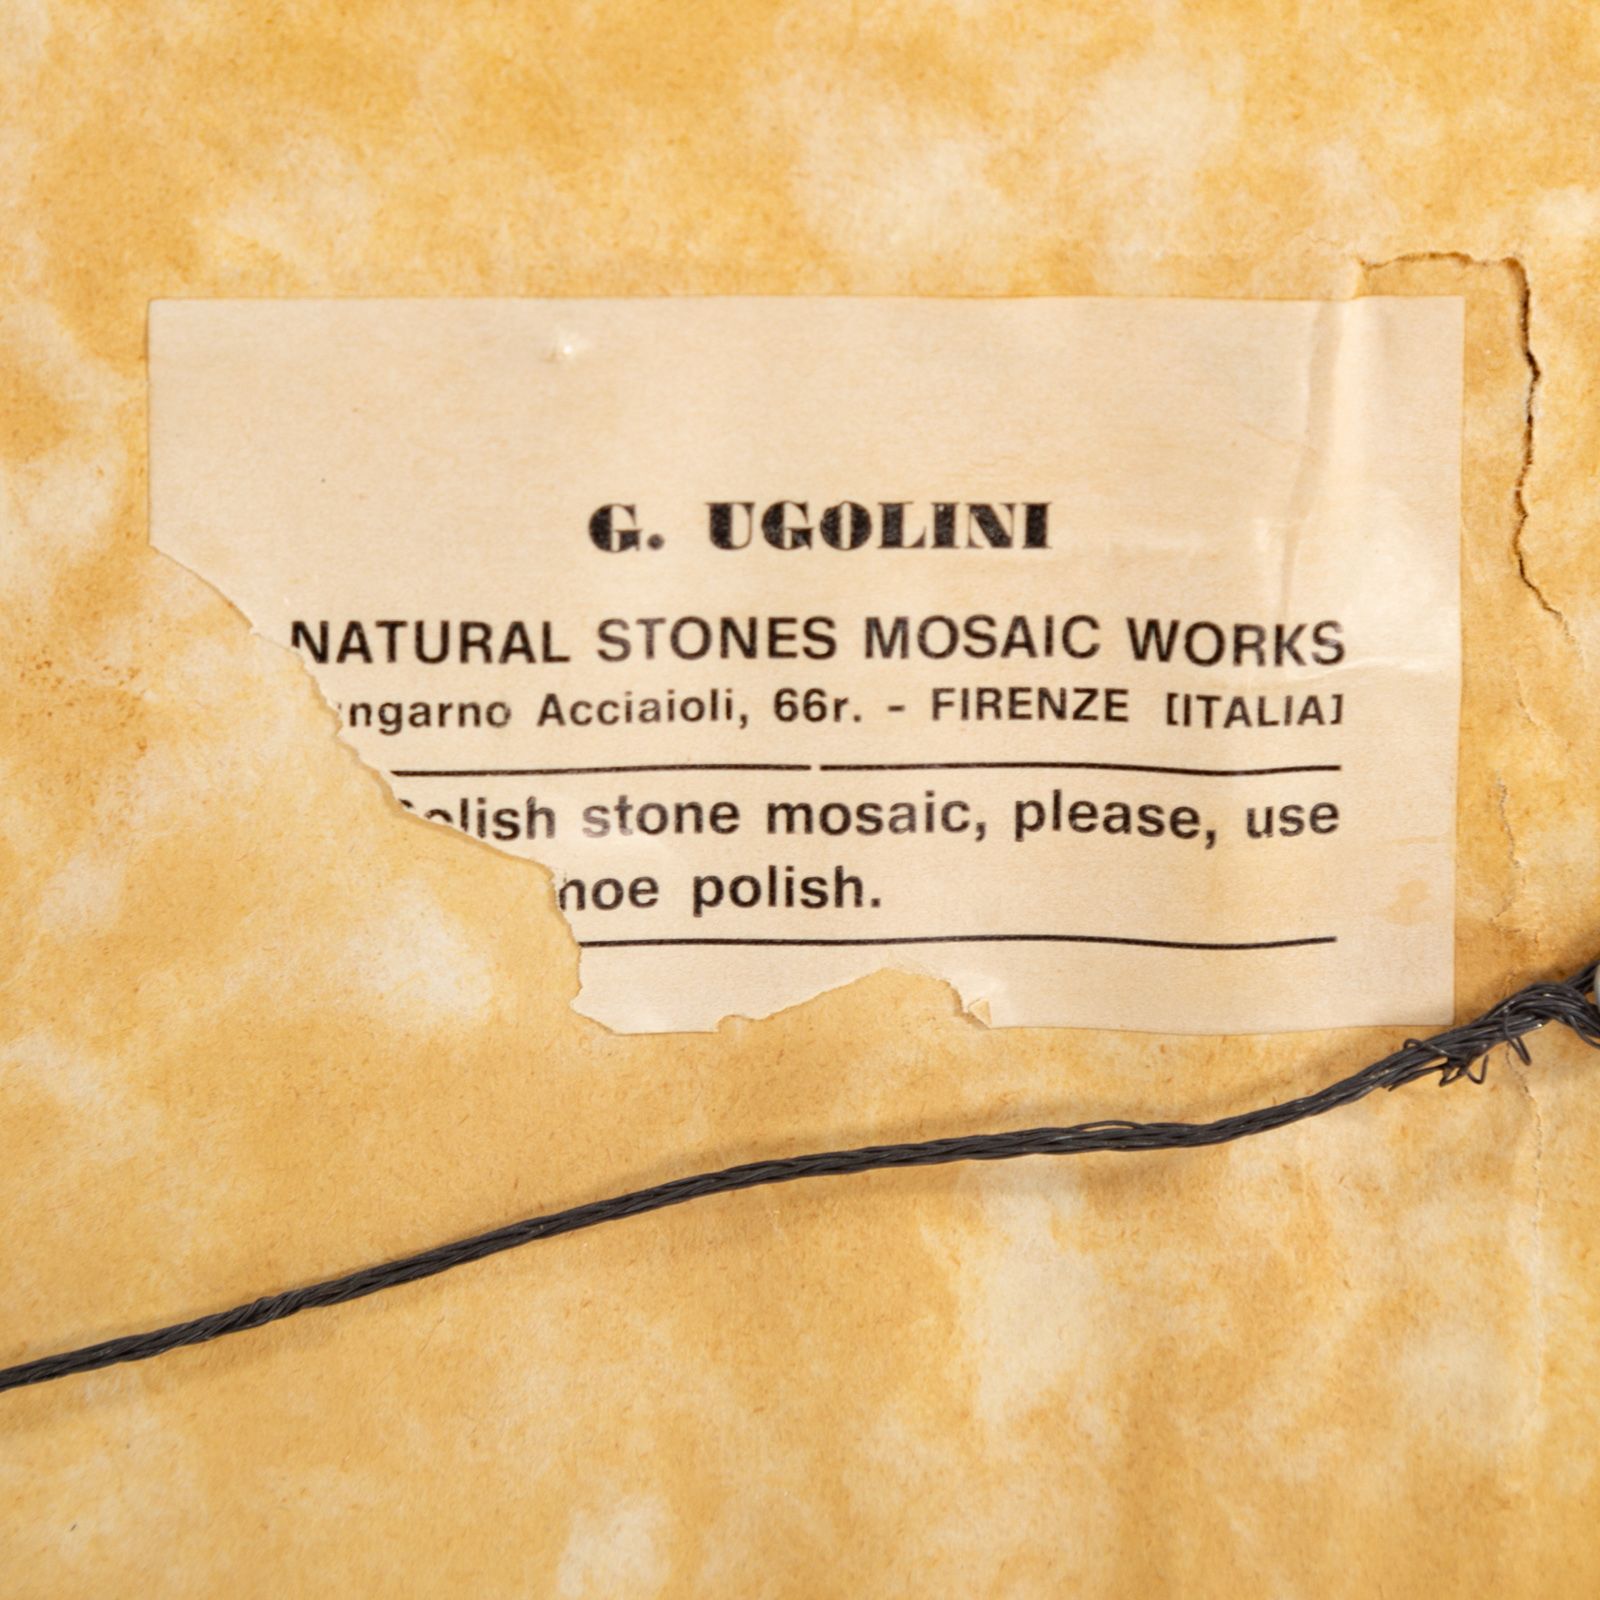 G. UGOLINI
NATURAL STONES MOSAIC WORKS
Acciaioli, 66r. - FIRENZE [ITALIA]
stone mosaic, please, use
polish.